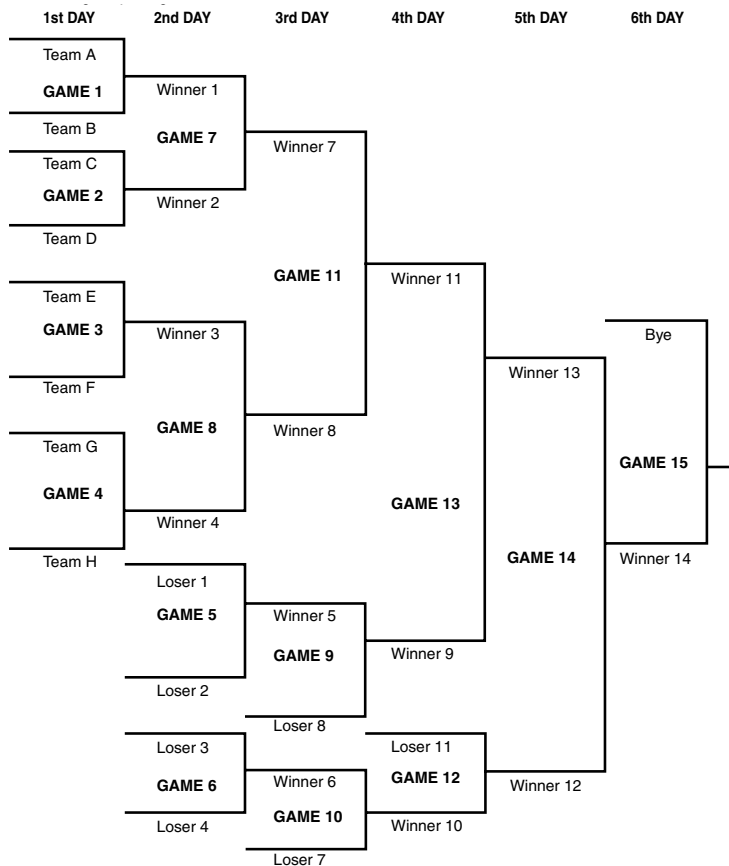 1st DAY 2nd DAY 3rd DAY 4th DAY 5th DAY 6th DAY
Team A
GAME 1
Team B
Team C
GAME 2
Team D
Team E
GAME 3
Team F
Team G
GAME 4
Team H
Winner 1
GAME 7
Winner 2
Winner 3
GAME 8
Winner 4
Loser 1
GAME 5
Loser 2
Loser 3
GAME 6
Loser 4
Winner 7
GAME 11
Winner 8
Winner 5
GAME 9
Loser 8
Winner 6
GAME 10
Loser 7
Winner 11
GAME 13
Winner 9
Loser 11
GAME 12
Winner 10
Winner 13
GAME 14
Winner 12
Bye
GAME 15
Winner 14